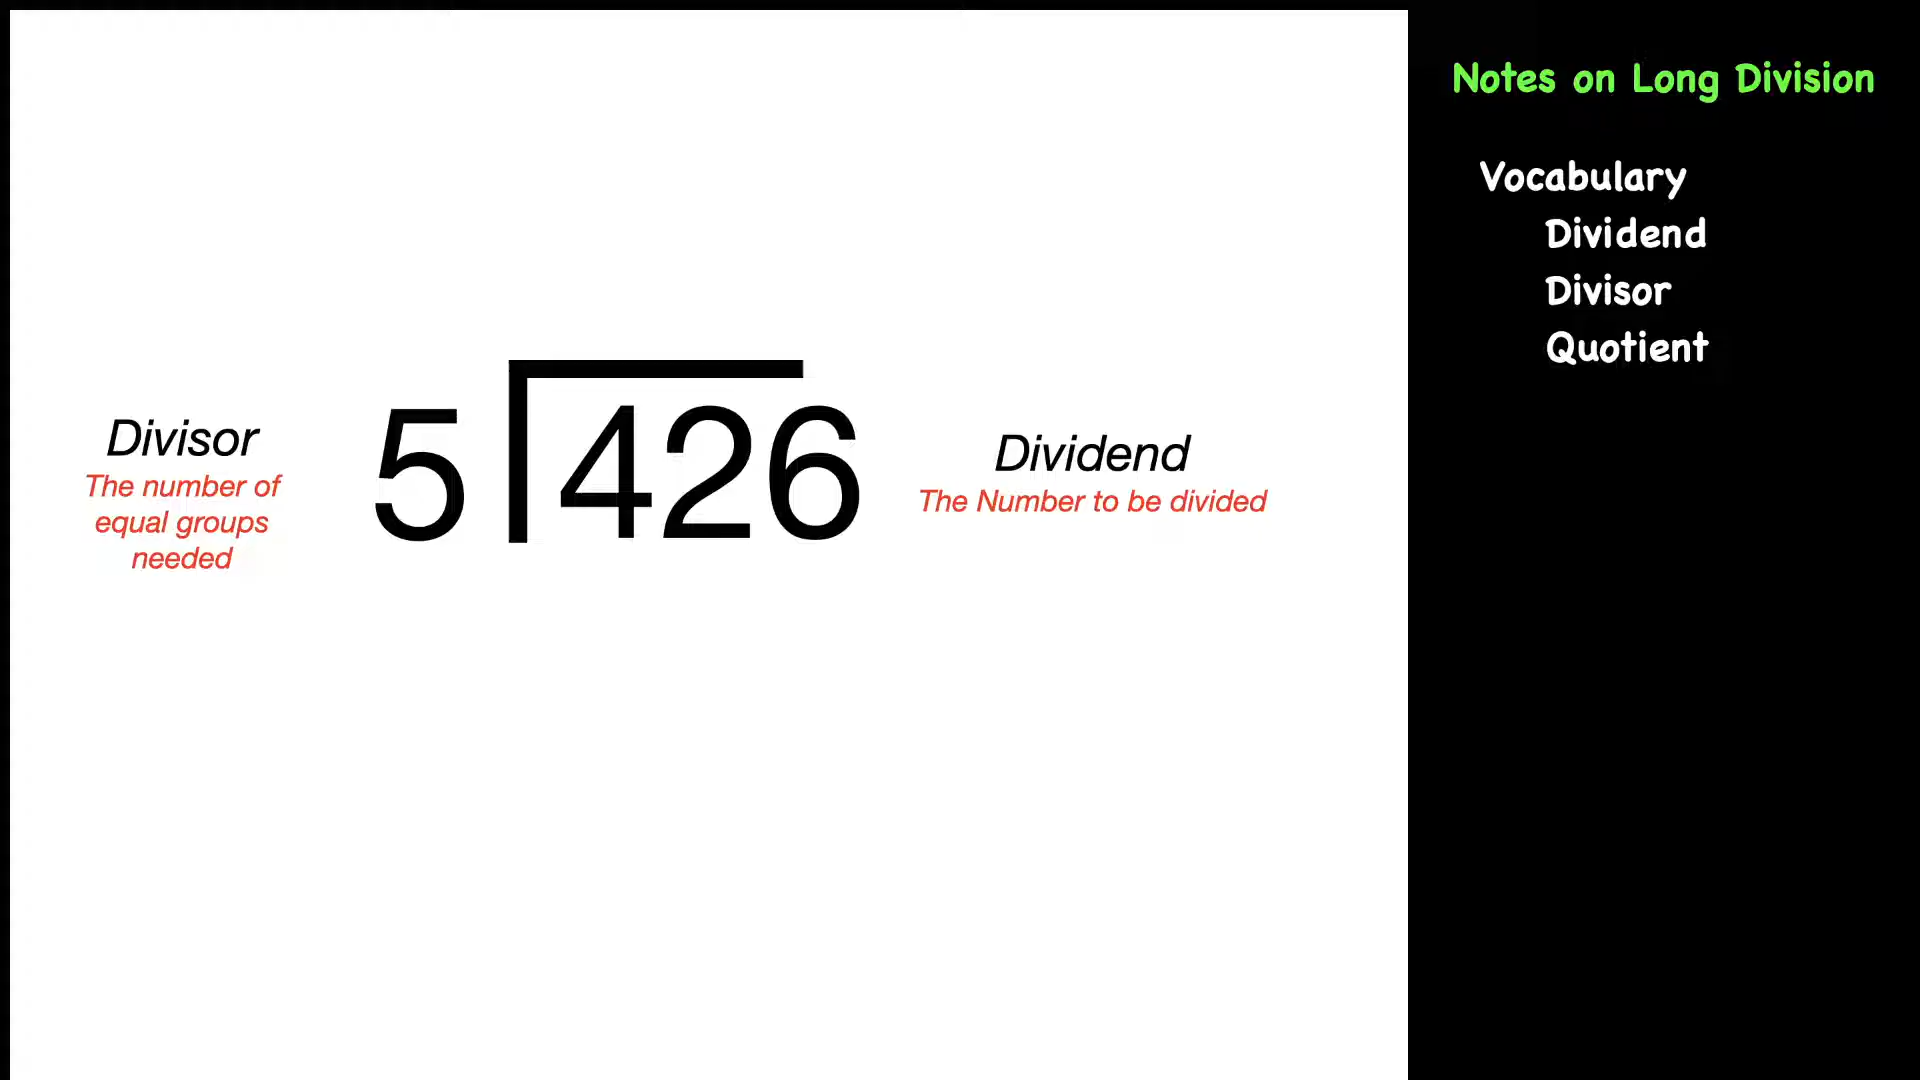 Notes on Long Division
Vocabulary
Dividend
Divisor
Quotient
Divisor
The number of
equal groups
needed
5 426
Dividend
The Number to be divided